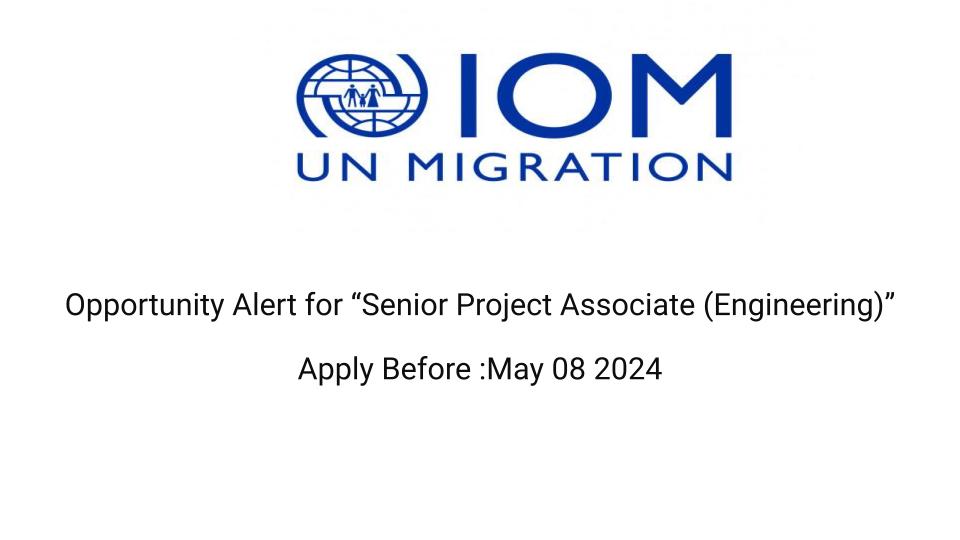 IOM
UN MIGRATION
Opportunity Alert for “Senior Project Associate (Engineering)”
Apply Before :May 08 2024